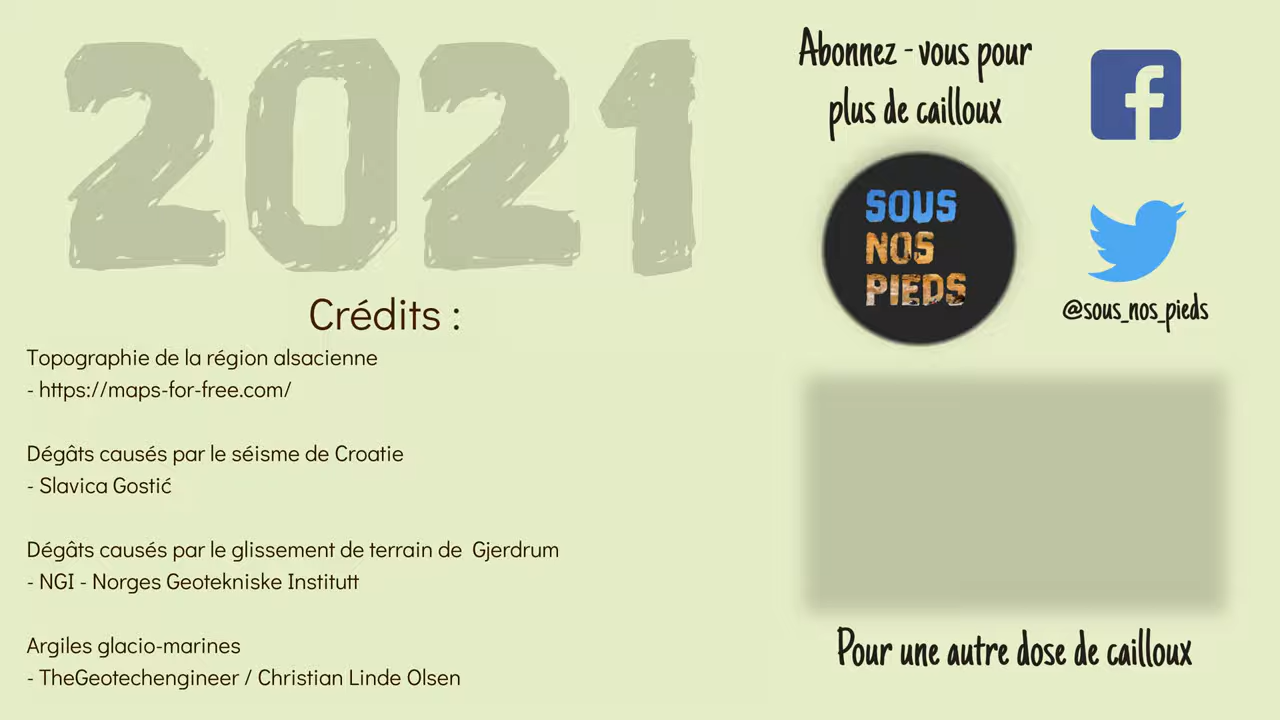 2021
Crédits :
Topographie de la région alsacienne
- https://maps-for-free.com/
Dégâts causés par le séisme de Croatie
- Slavica Gostić
Dégâts causés par le glissement de terrain de  Gjerdrum
- NGI - Norges Geotekniske Institutt
Argiles glacio-marines
- TheGeotechengineer / Christian Linde Olsen
Abonnez - vous pour
plus de cailloux
SOUS
NOS
PIEDS
@sous_nos_pieds
Pour une autre dose de cailloux